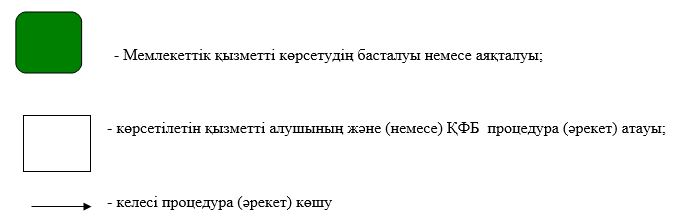 - Мемлекеттік қызметті көрсетудің басталуы немесе аяқталуы;
- көрсетілетін қызметті алушының және (немесе) ҚФБ процедура (әрекет) атауы;
- келесі процедура (әрекет) көшу